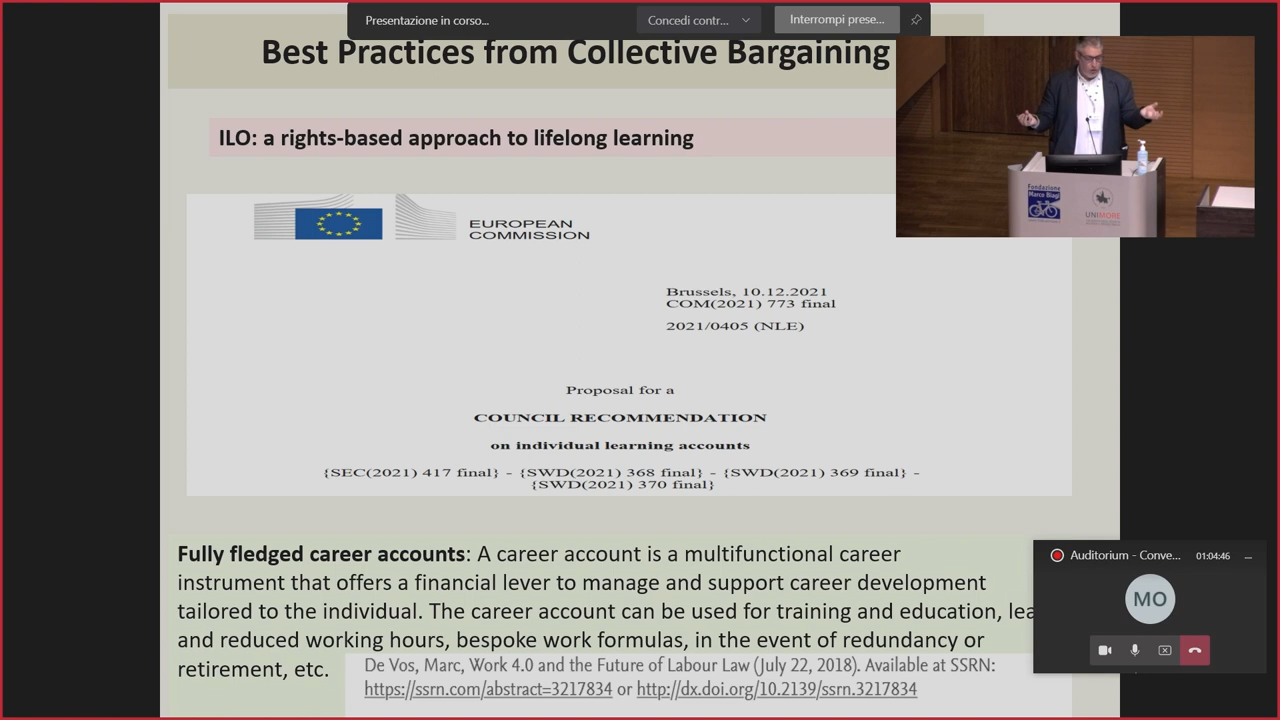 Presentazione in corso...
Concedi contr...
Interrompi prese...
Best Practices from Collective Bargaining
ILO: a rights-based approach to lifelong learning
EUROPEAN
COMMISSION
Brussels, 10.12.2021
COM(2021) 773 final
2021/0405 (NLE)
Proposal for a
COUNCIL RECOMMENDATION
on individual learning accounts
{SEC(2021) 417 final} - {SWD(2021) 368 final} - {SWD(2021) 369 final} -
{SWD(2021) 370 final}
Fondazione
Marco Biagi
UNIMORE
Fully fledged career accounts: A career account is a multifunctional career
instrument that offers a financial lever to manage and support career development
tailored to the individual. The career account can be used for training and education, lea
and reduced working hours, bespoke work formulas, in the event of redundancy or
retirement, etc.
De Vos, Marc, Work 4.0 and the Future of Labour Law (July 22, 2018). Available at SSRN:
https://ssrn.com/abstract=3217834 or http://dx.doi.org/10.2139/ssrn.3217834
Auditorium - Conve...
01:04:46
MO